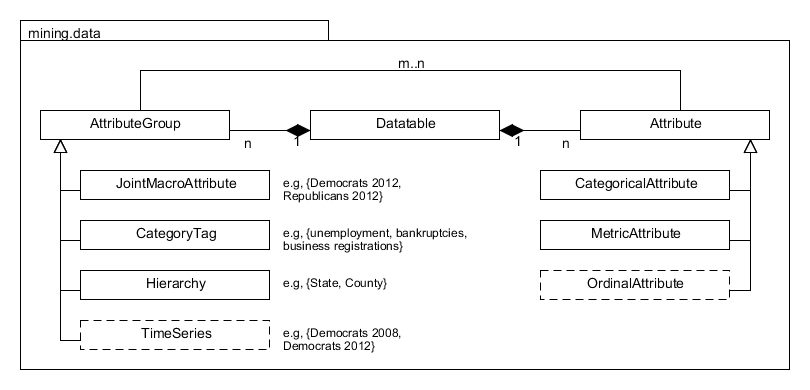 mining.data
m..n
AttributeGroup
Datatable
Attribute
n
1
1
n
JointMacroAttribute
e.g, {Democrats 2012,
Republicans 2012}
CategoricalAttribute
CategoryTag
e.g, {unemployment, bankruptcies,
business registrations}
MetricAttribute
Hierarchy
e.g, {State, County}
OrdinalAttribute
TimeSeries
e.g, {Democrats 2008,
Democrats 2012}